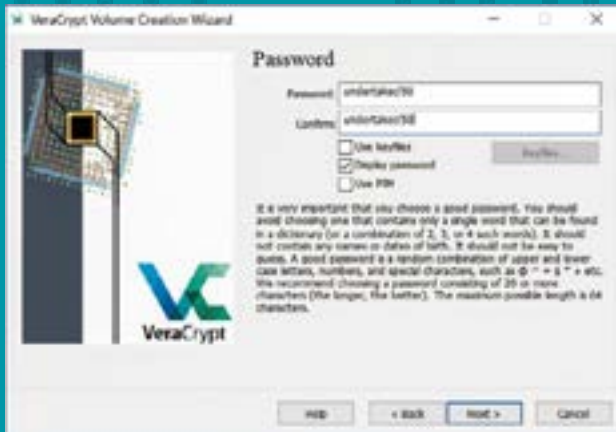 VeraCrypt Volume Creation Wizard
Password
Password:
Confirm:
Use keyfiles
Keyfiles...
Display password
Use PIM
It is very important that you choose a good password. You should
avoid choosing one that contains only a single word that can be found
in a dictionary (or a combination of 2, 3, or 4 such words). It should
not contain any names or dates of birth. It should not be easy to
guess. A good password is a random combination of upper and lower
case letters, numbers, and special characters, such as @ ^ = $ * + etc.
We recommend choosing a password consisting of 20 or more
characters (the longer, the better). The maximum possible length is 64
characters.
VeraCrypt
Help
< Back
Next >
Cancel